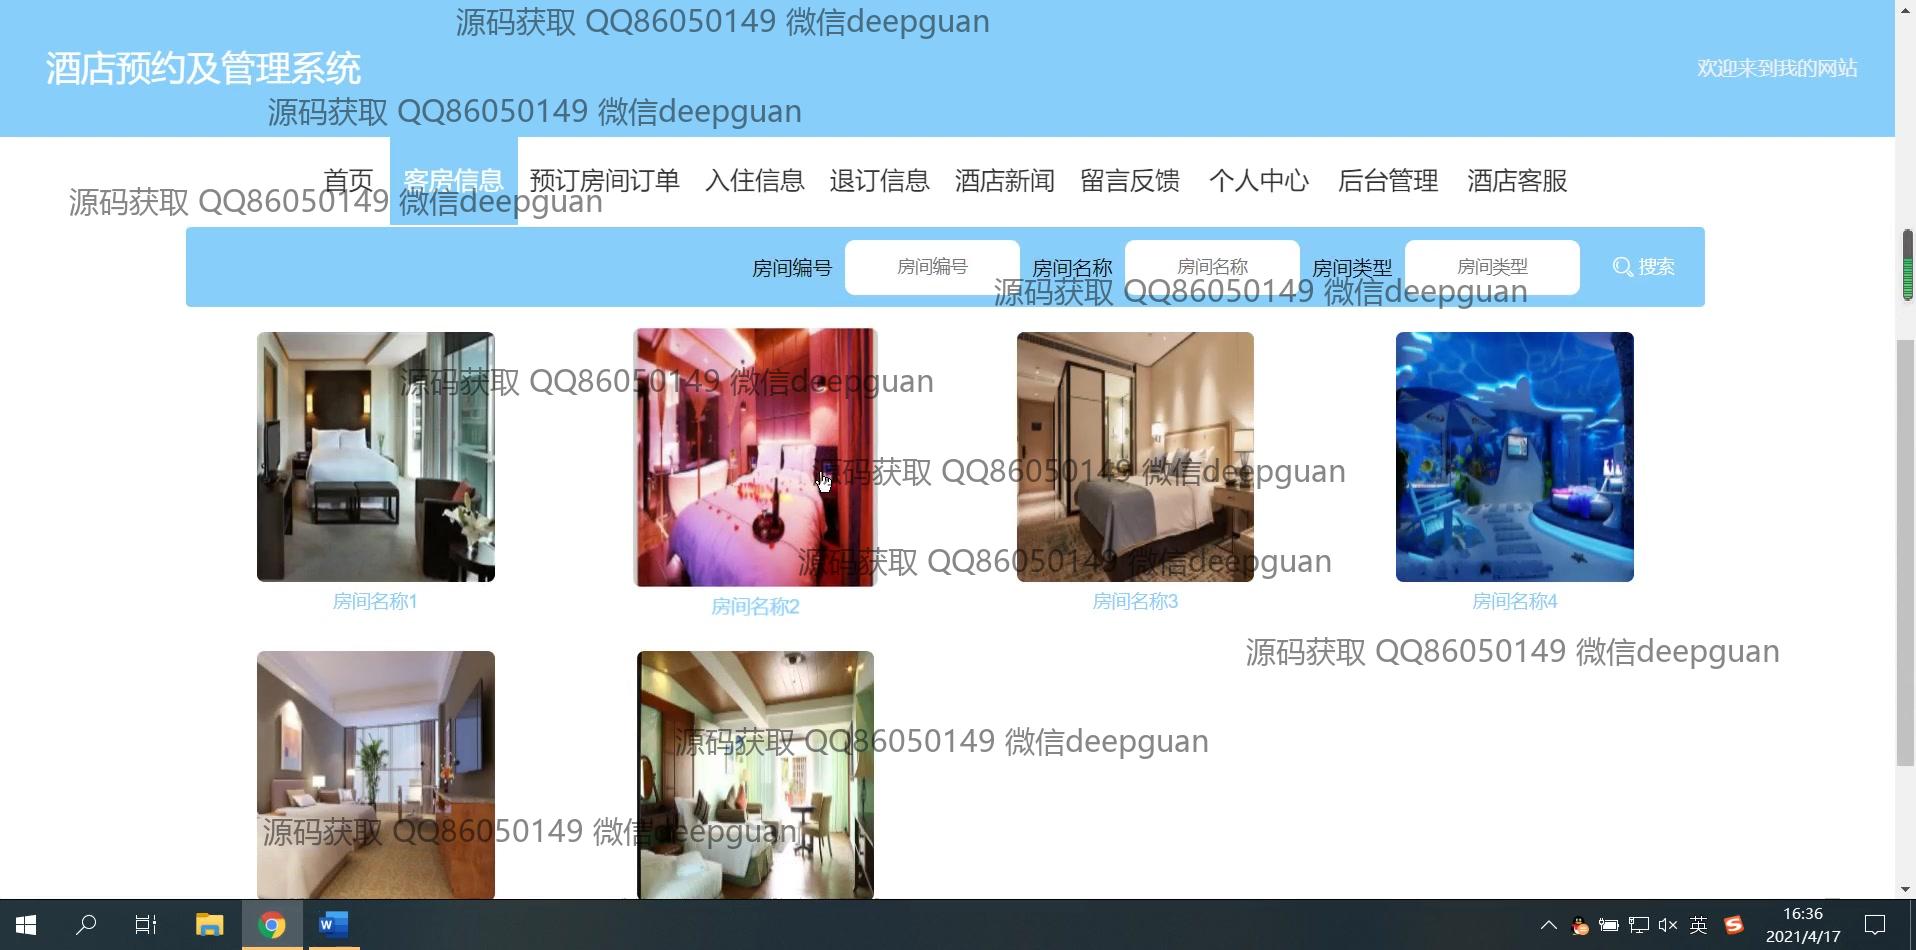 源码获取 QQ86050149 微信deepguan
酒店预约及管理系统
欢迎来到我的网站
源码获取 QQ86050149 微信deepguan
首页 客房信息 预订房间订单 入住信息 退订信息 酒店新闻 留言反馈 个人中心 后台管理 酒店客服
源码获取 QQ86050149 微信deepguan
房间编号 房间编号 房间名称 房间名称 房间类型 房间类型 搜索
源码获取 QQ86050149 微信deepguan
源码获取 QQ86050149 微信deepguan
源码获取 QQ86050149 微信deepguan
源码获取 QQ86050149 微信deepguan
房间名称1 房间名称2 房间名称3 房间名称4
源码获取 QQ86050149 微信deepguan
源码获取 QQ86050149 微信deepguan
源码获取 QQ86050149 微信deepguan
英
16:36
2021/4/17